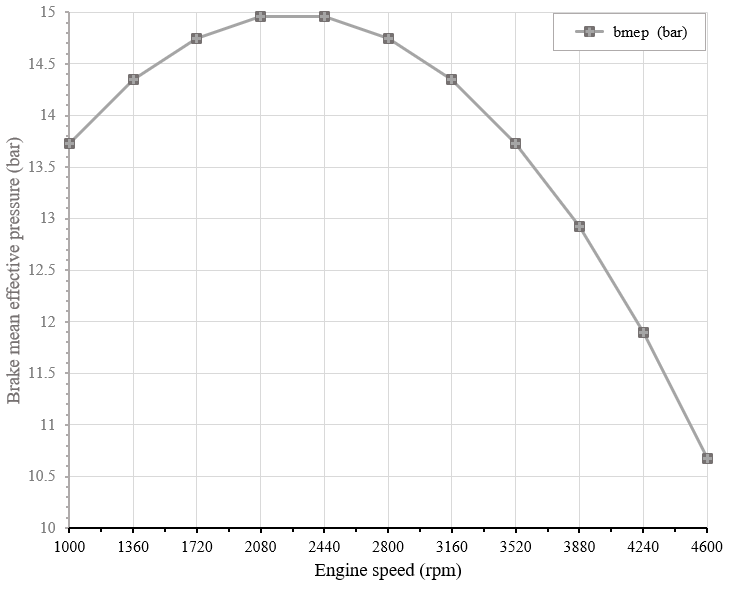 bmep (bar)
Brake mean effective pressure (bar)
15
14.5
14
13.5
13
12.5
12
11.5
11
10.5
10
1000 1360 1720 2080 2440 2800 3160 3520 3880 4240 4600
Engine speed (rpm)